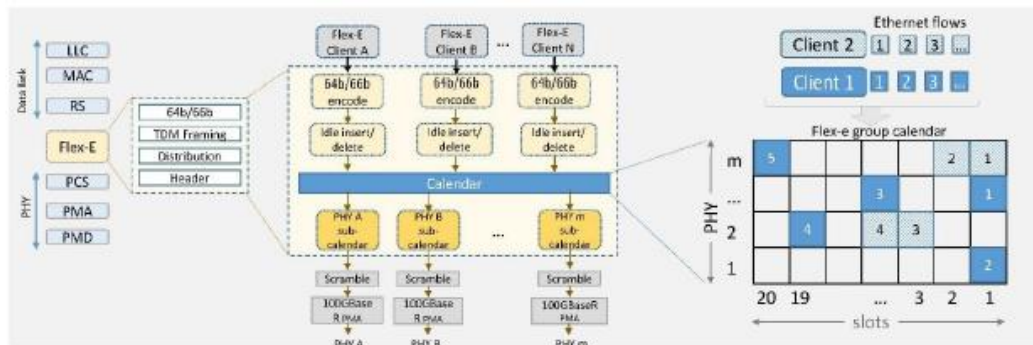 Data link
LLC
MAC
RS
Flex-E
PHY
PCS
PMA
PMD
64b/66b
TDM Framing
Distribution
Header
Flex-E
Client A
Flex-E
Client B
...
Flex-E
Client N
64b/66b
encode
64b/66b
encode
64b/66b
encode
Idle insert/
delete
Idle insert/
delete
Idle insert/
delete
Calendar
PHY A
sub-
calendar
PHY B
sub-
calendar
...
PHY m
sub-
calendar
Scramble
Scramble
Scramble
100GBase
R PMA
100GBase
R PMA
100GBaseR
PMA
PHY A
PHY B
PHY m
Ethernet flows
Client 2 1 2 3 ...
Client 1 1 2 3 ...
Flex-e group calendar
PHY
m 5 2 1
... 3 1
2 4 4 3
1 2
20 19 ... 3 2 1
slots